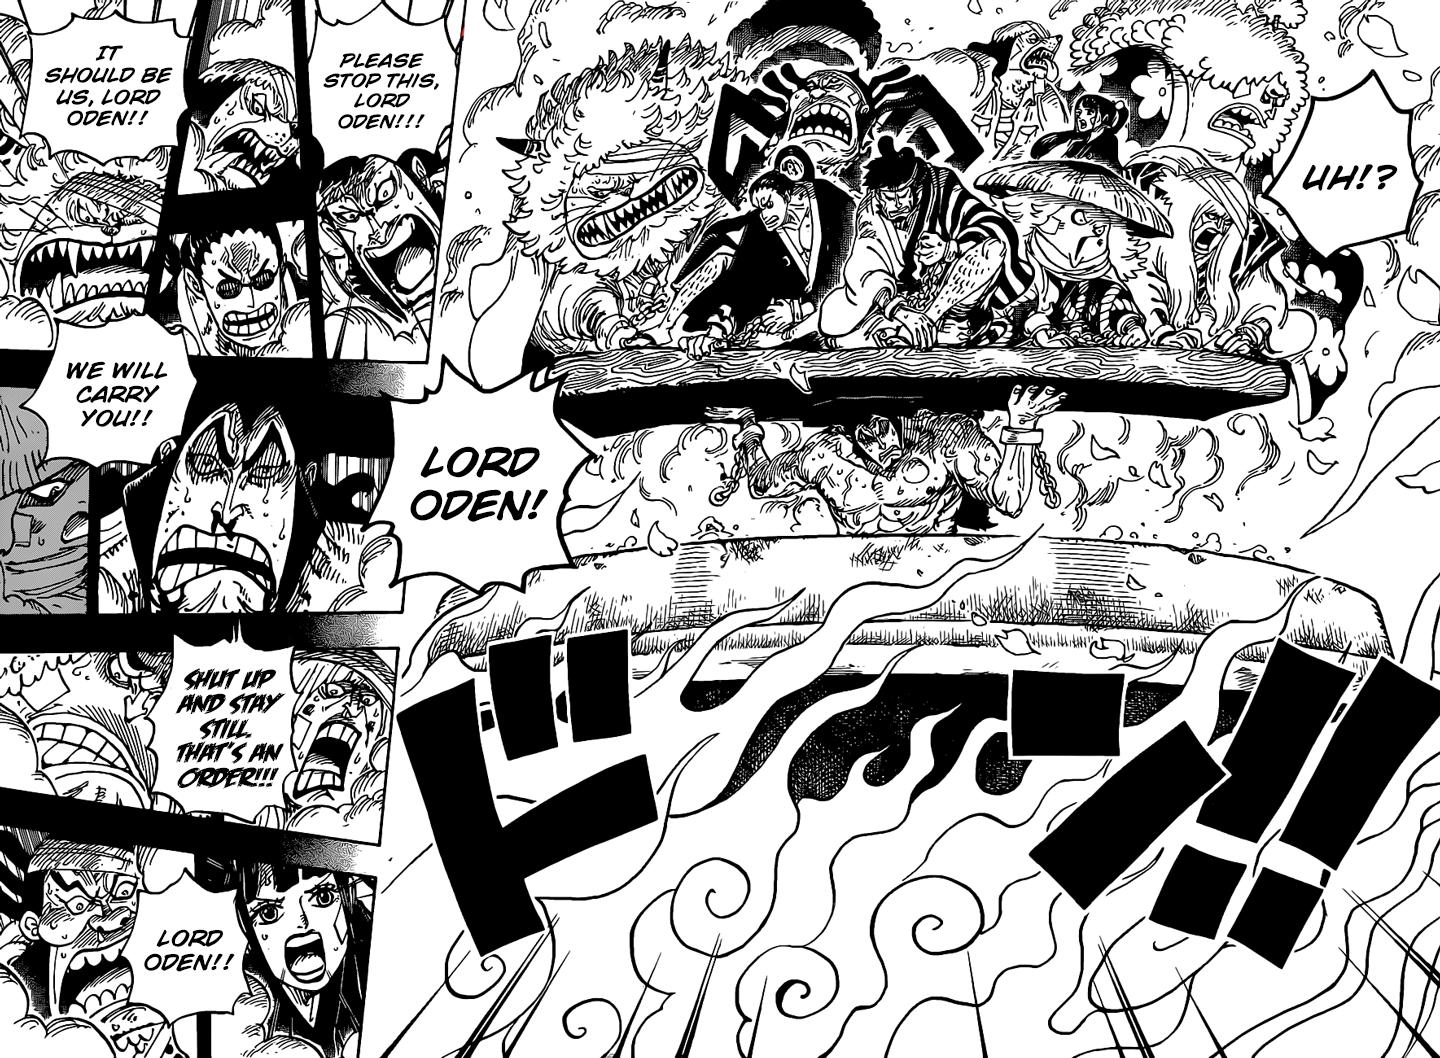 UH!?
LORD
ODEN!
ドン!!
PLEASE
STOP THIS,
LORD
ODEN!!!
IT
SHOULD BE
US, LORD
ODEN!!
WE WILL
CARRY
YOU!!
SHUT UP
AND STAY
STILL.
THAT'S AN
ORDER!!!
LORD
ODEN!!